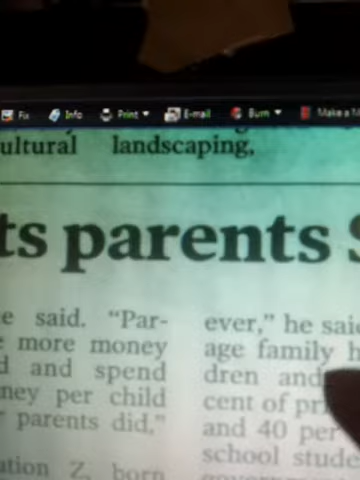 Fix Info Print E-mail Burn Make a M
ultural landscaping,
ts parents S
e said. "Par-
e more money
d and spend
ney per child
r parents did."
ation Z, born
ever," he said
age family h
dren and
cent of pri
and 40 per
school stude